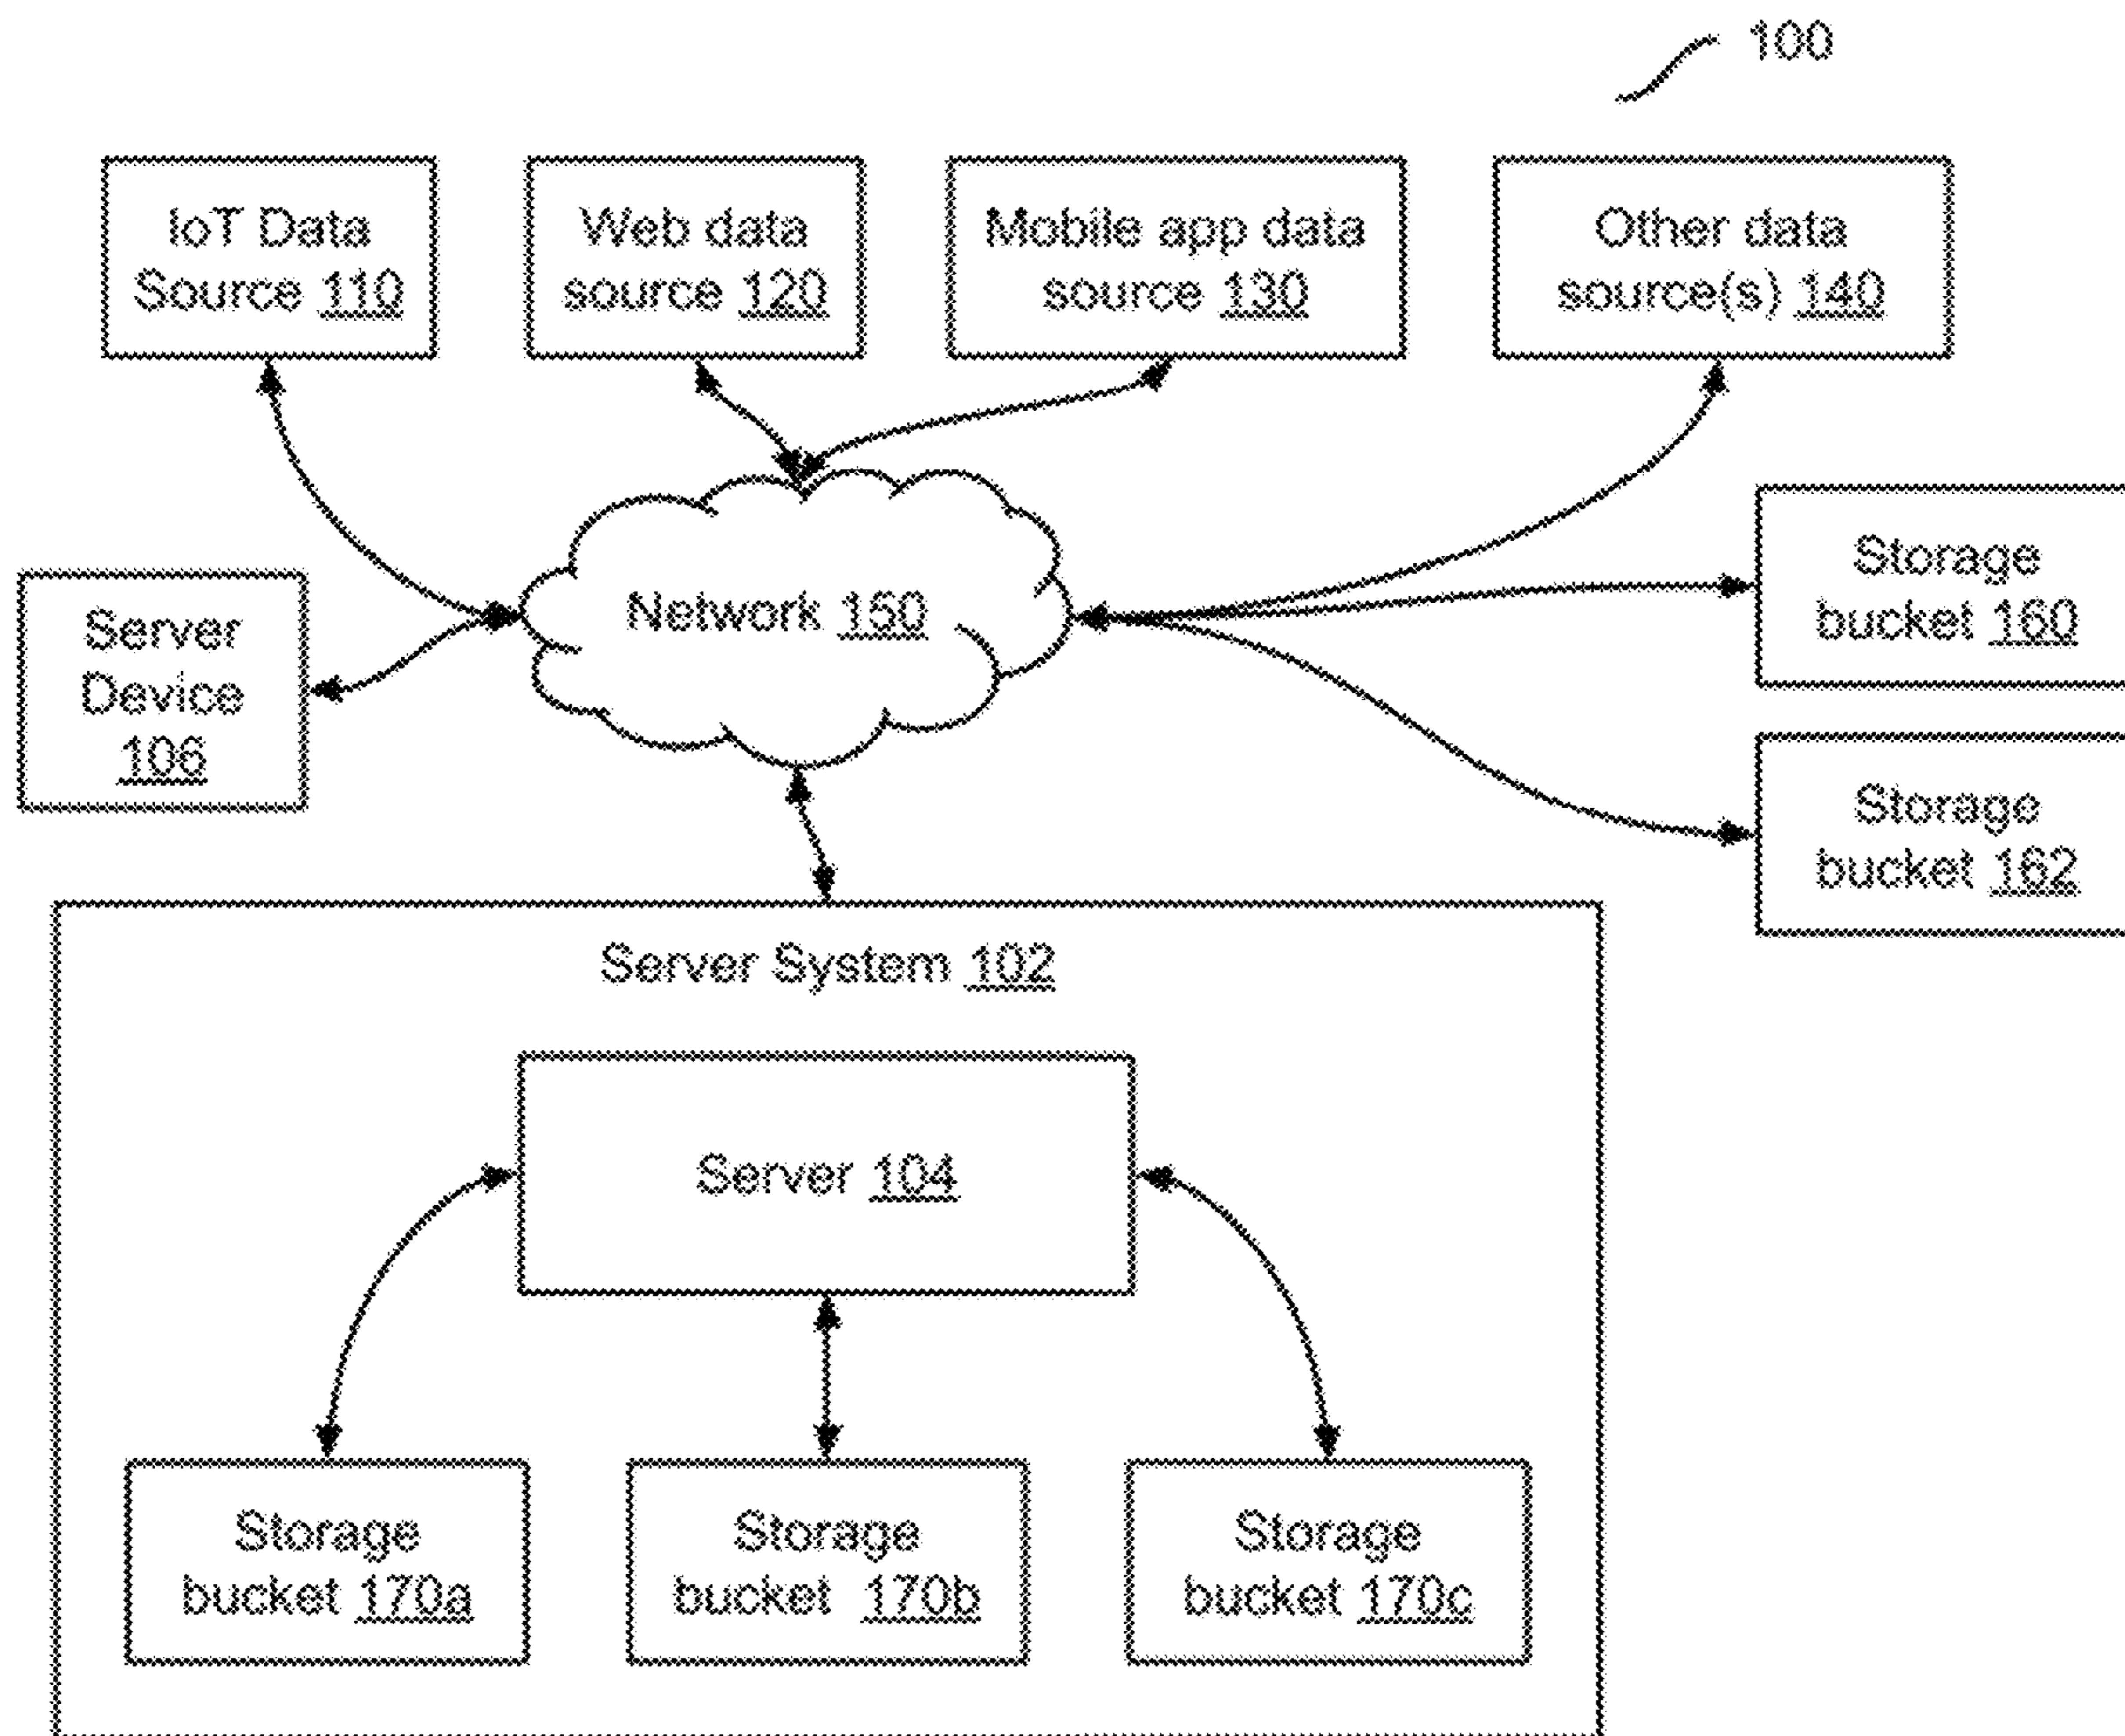 100
IoT Data
Source 110
Web data
source 120
Mobile app data
source 130
Other data
source(s) 140
Network 150
Server
Device
106
Storage
bucket 160
Storage
bucket 162
Server System 102
Server 104
Storage
bucket 170a
Storage
bucket 170b
Storage
bucket 170c